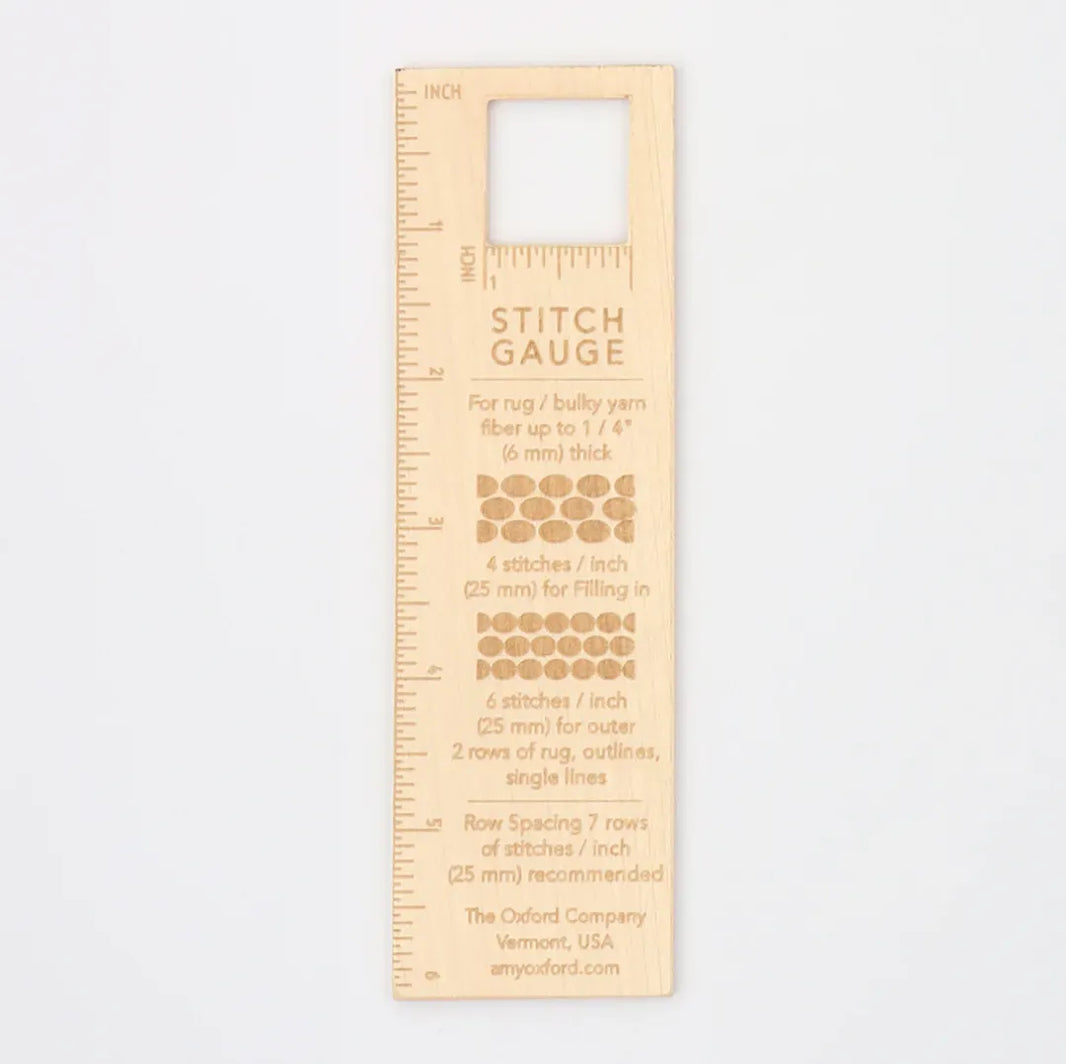 INCH
1
2
3
4
5
6
INCH
1
STITCH
GAUGE
For rug / bulky yarn
fiber up to 1 / 4"
(6 mm) thick
4 stitches / inch
(25 mm) for Filling in
6 stitches / inch
(25 mm) for outer
2 rows of rug, outlines,
single lines
Row Spacing 7 rows
of stitches / inch
(25 mm) recommended
The Oxford Company
Vermont, USA
amyoxford.com